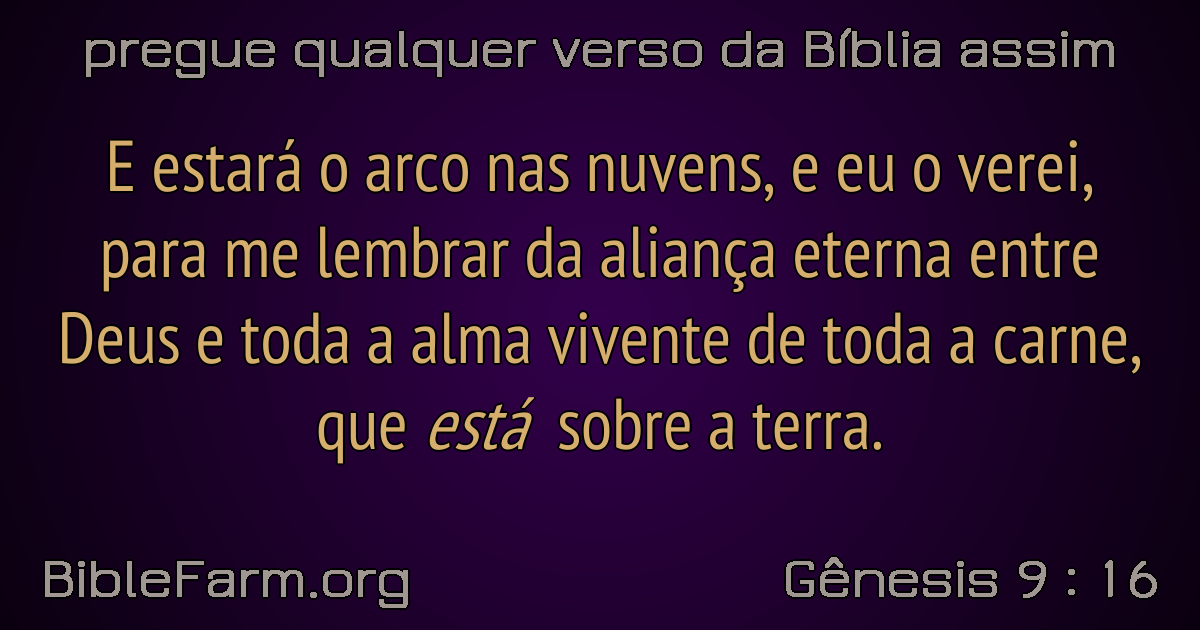 pregue qualquer verso da Bíblia assim
E estará o arco nas nuvens, e eu o verei,
para me lembrar da aliança eterna entre
Deus e toda a alma vivente de toda a carne,
que está sobre a terra.
BibleFarm.org
Gênesis 9 : 16